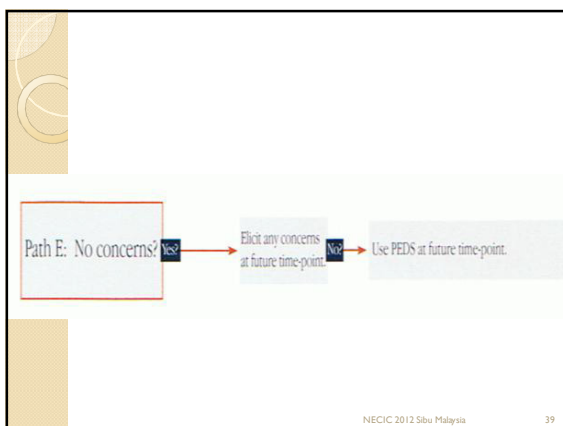 Path E: No concerns?
Yes?
Elicit any concerns
at future time-point.
No?
Use PEDS at future time-point.
NECIC 2012 Sibu Malaysia
39